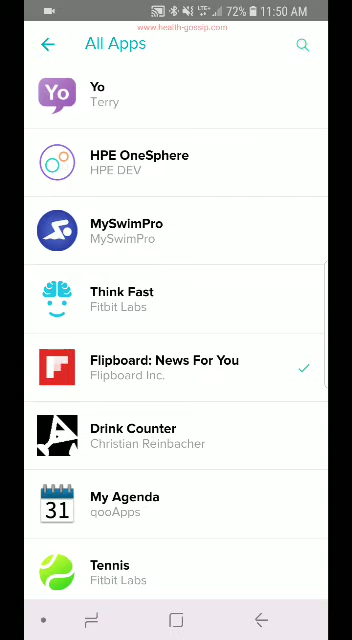 www.health-gossip.com
LTE+ 72% 11:50 AM
All Apps
Yo
Yo
Terry
HPE OneSphere
HPE DEV
MySwimPro
MySwimPro
Think Fast
Fitbit Labs
Flipboard: News For You
Flipboard Inc.
Drink Counter
Christian Reinbacher
31
My Agenda
qooApps
Tennis
Fitbit Labs